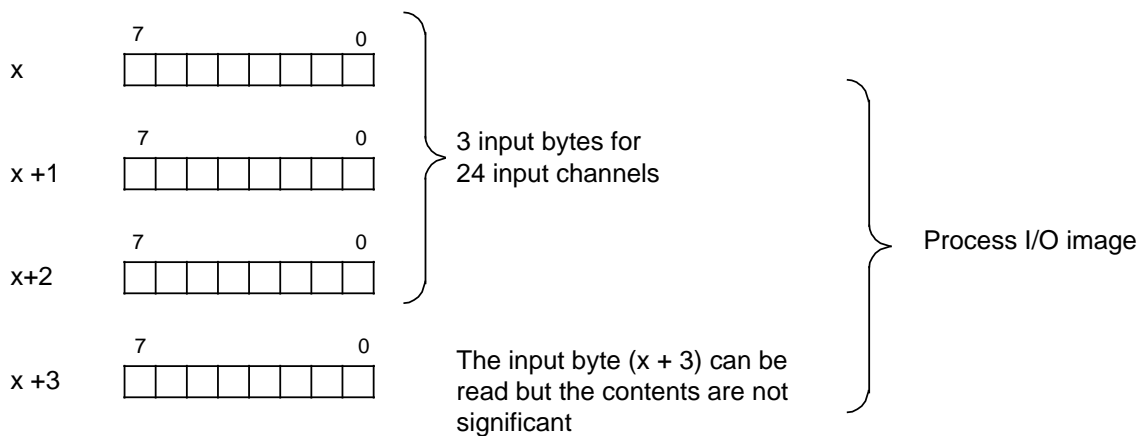 7 0
x
7 0
x +1
3 input bytes for
24 input channels
7 0
x+2
Process I/O image
7 0
x +3
The input byte (x + 3) can be
read but the contents are not
significant